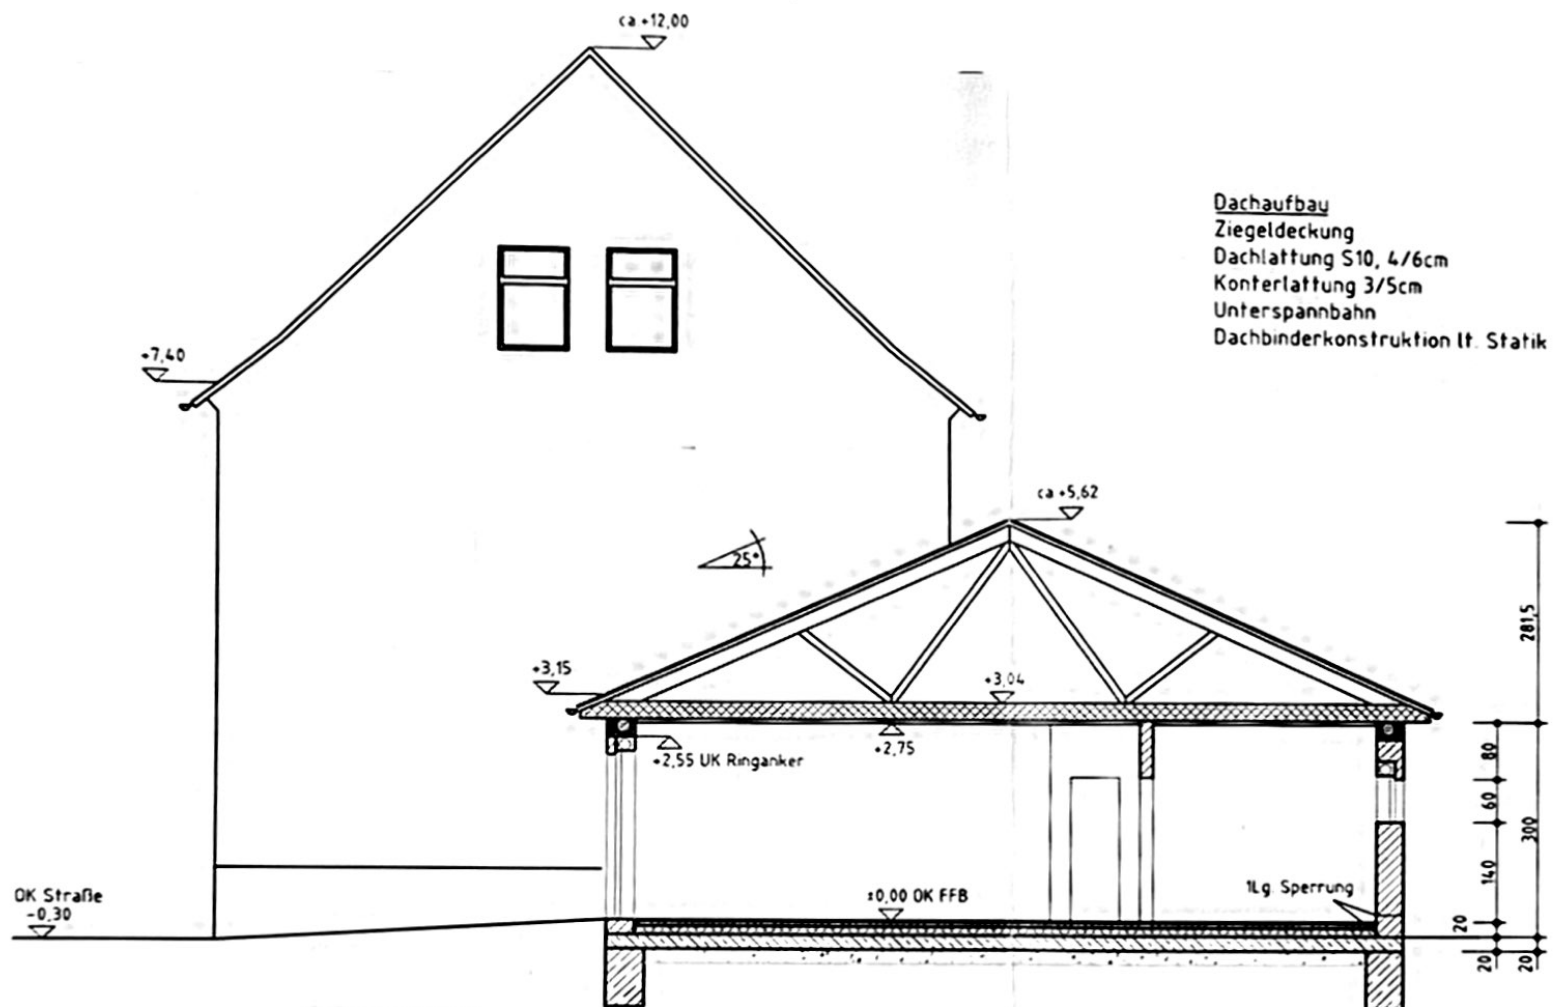 ca +12,00
Dachaufbau
Ziegeldeckung
Dachlattung S10, 4/6cm
Konterlattung 3/5cm
Unterspannbahn
Dachbinderkonstruktion lt. Statik
+7,40
ca +5,62
25°
281,5
+3,15
+3,04
+2,55 UK Ringanker
+2,75
80
60
300
140
OK Straße
-0,30
±0,00 OK FFB
1Lg. Sperrung
20
20
20